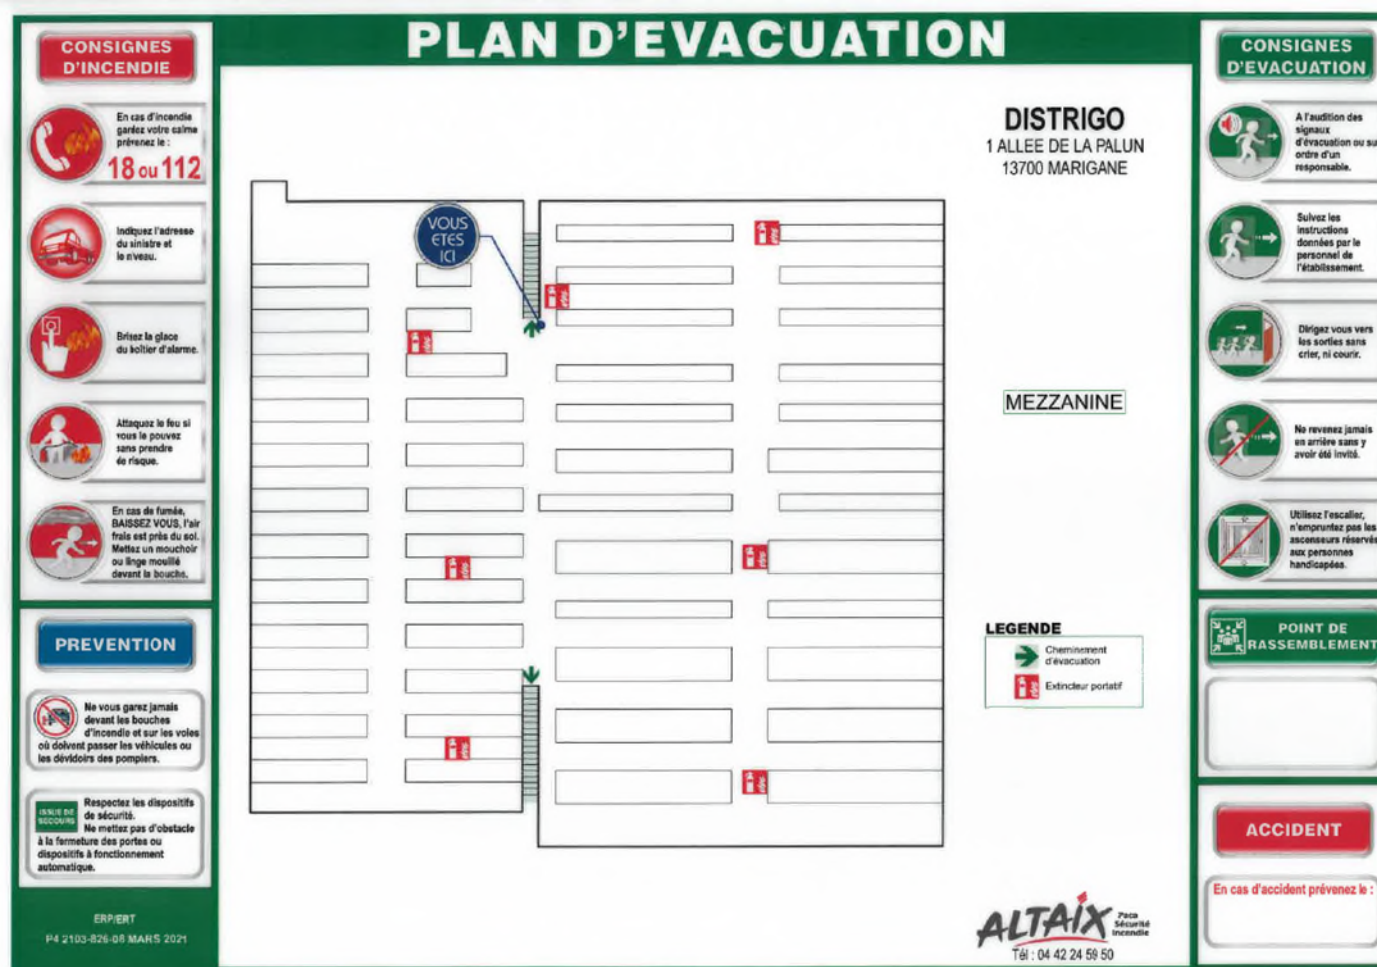 PLAN D'EVACUATION
CONSIGNES
D'INCENDIE
En cas d'incendie
gardez votre calme
prévenez le :
18 ou 112
Indiquez l'adresse
du sinistre et
le niveau.
Brisez la glace
du boîtier d'alarme.
Attaquez le feu si
vous le pouvez
sans prendre
de risque.
En cas de fumée,
BAISSEZ VOUS, l'air
frais est près du sol.
Mettez un mouchoir
ou linge mouillé
devant la bouche.
PREVENTION
Ne vous garez jamais
devant les bouches
d'incendie et sur les voles
où doivent passer les véhicules ou
les dévidoirs des pompiers.
ISSUE DE
SECOURS
Respectez les dispositifs
de sécurité.
Ne mettez pas d'obstacle
à la fermeture des portes ou
dispositifs à fonctionnement
automatique.
ERP/ERT
P4 2103-826-08 MARS 2021
VOUS
ETES
ICI
DISTRIGO
1 ALLEE DE LA PALUN
13700 MARIGANE
MEZZANINE
LEGENDE
Cheminement
d'évacuation
Extincteur portatif
ALTAIX
Paca
Sécurité
Incendie
Tél : 04 42 24 59 50
CONSIGNES
D'EVACUATION
A l'audition des
signaux
d'évacuation ou su
ordre d'un
responsable.
Suivez les
instructions
données par le
personnel de
l'établissement.
Dirigez vous vers
les sorties sans
crier, ni courir.
Ne revenez jamais
en arrière sans y
avoir été invité.
Utilisez l'escalier,
n'empruntez pas les
ascenseurs réservés
aux personnes
handicapées.
POINT DE
RASSEMBLEMENT
ACCIDENT
En cas d'accident prévenez le :